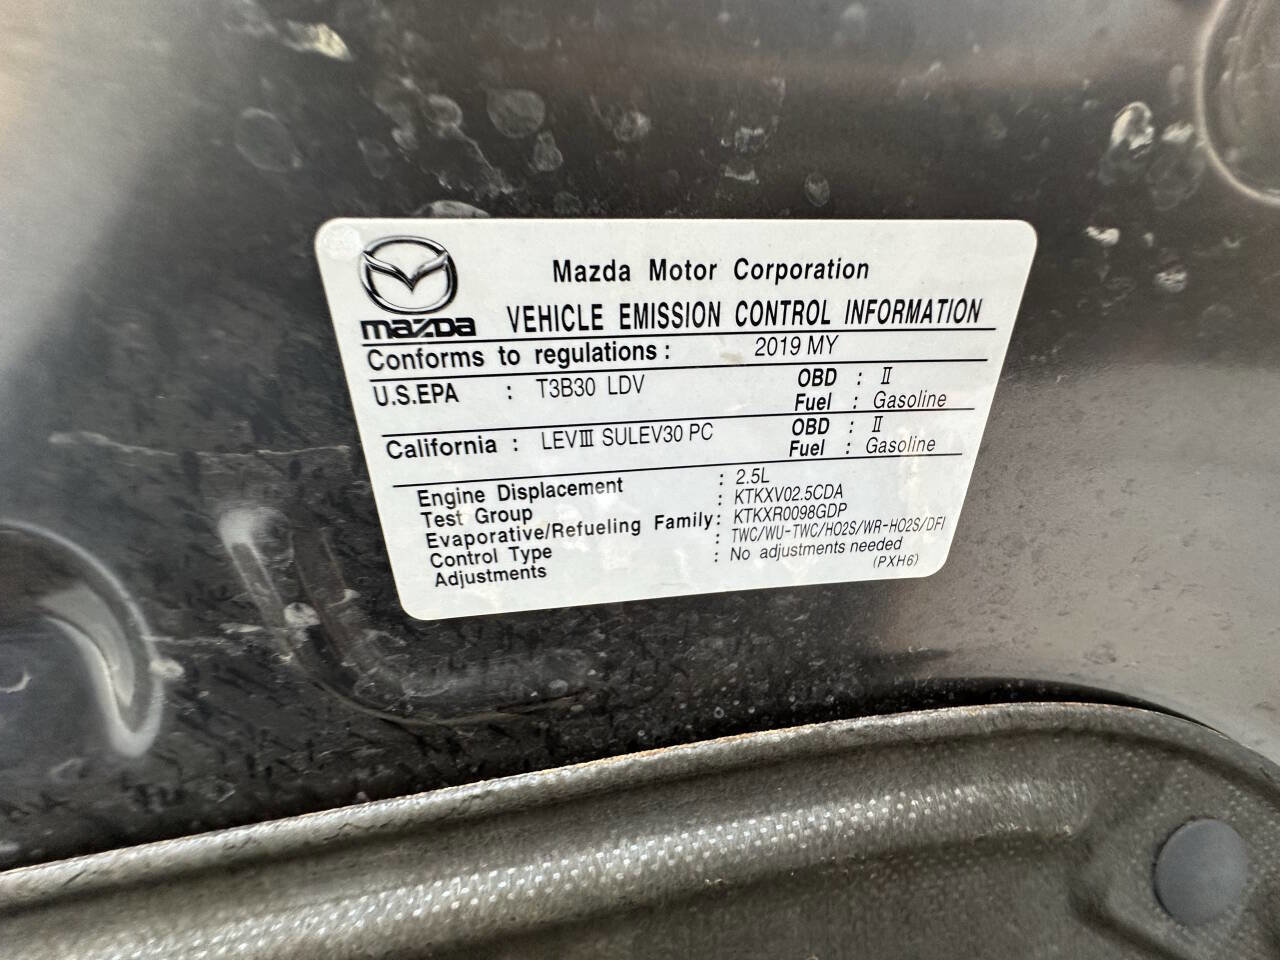 Mazda Motor Corporation
mazda VEHICLE EMISSION CONTROL INFORMATION
Conforms to regulations : 2019 MY
U.S.EPA : T3B30 LDV OBD : II
Fuel : Gasoline
California : LEVIII SULEV30 PC OBD : II
Fuel : Gasoline
Engine Displacement : 2.5L
Test Group : KTKXV02.5CDA
Evaporative/Refueling Family : KTKXR0098GDP
Control Type : TWC/WU-TWC/HO2S/WR-HO2S/DFI
Adjustments : No adjustments needed
(PXH6)